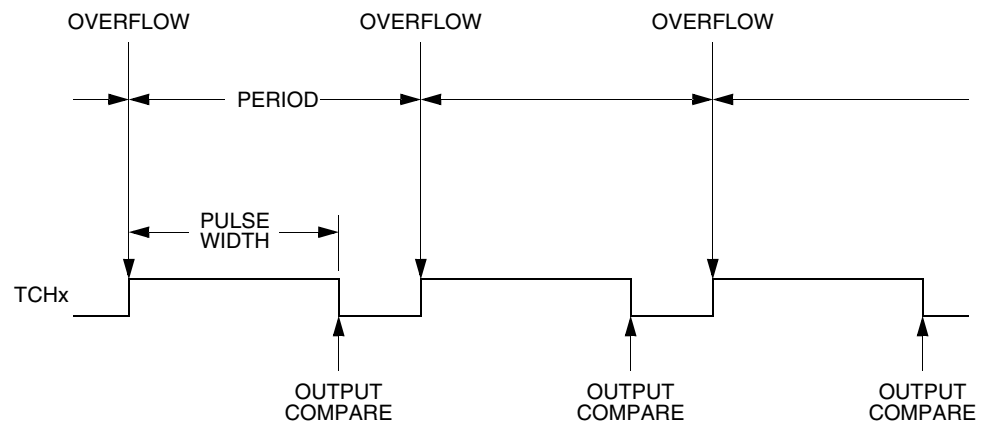 OVERFLOW OVERFLOW OVERFLOW
PERIOD
PULSE
WIDTH
TCHx
OUTPUT
COMPARE
OUTPUT
COMPARE
OUTPUT
COMPARE